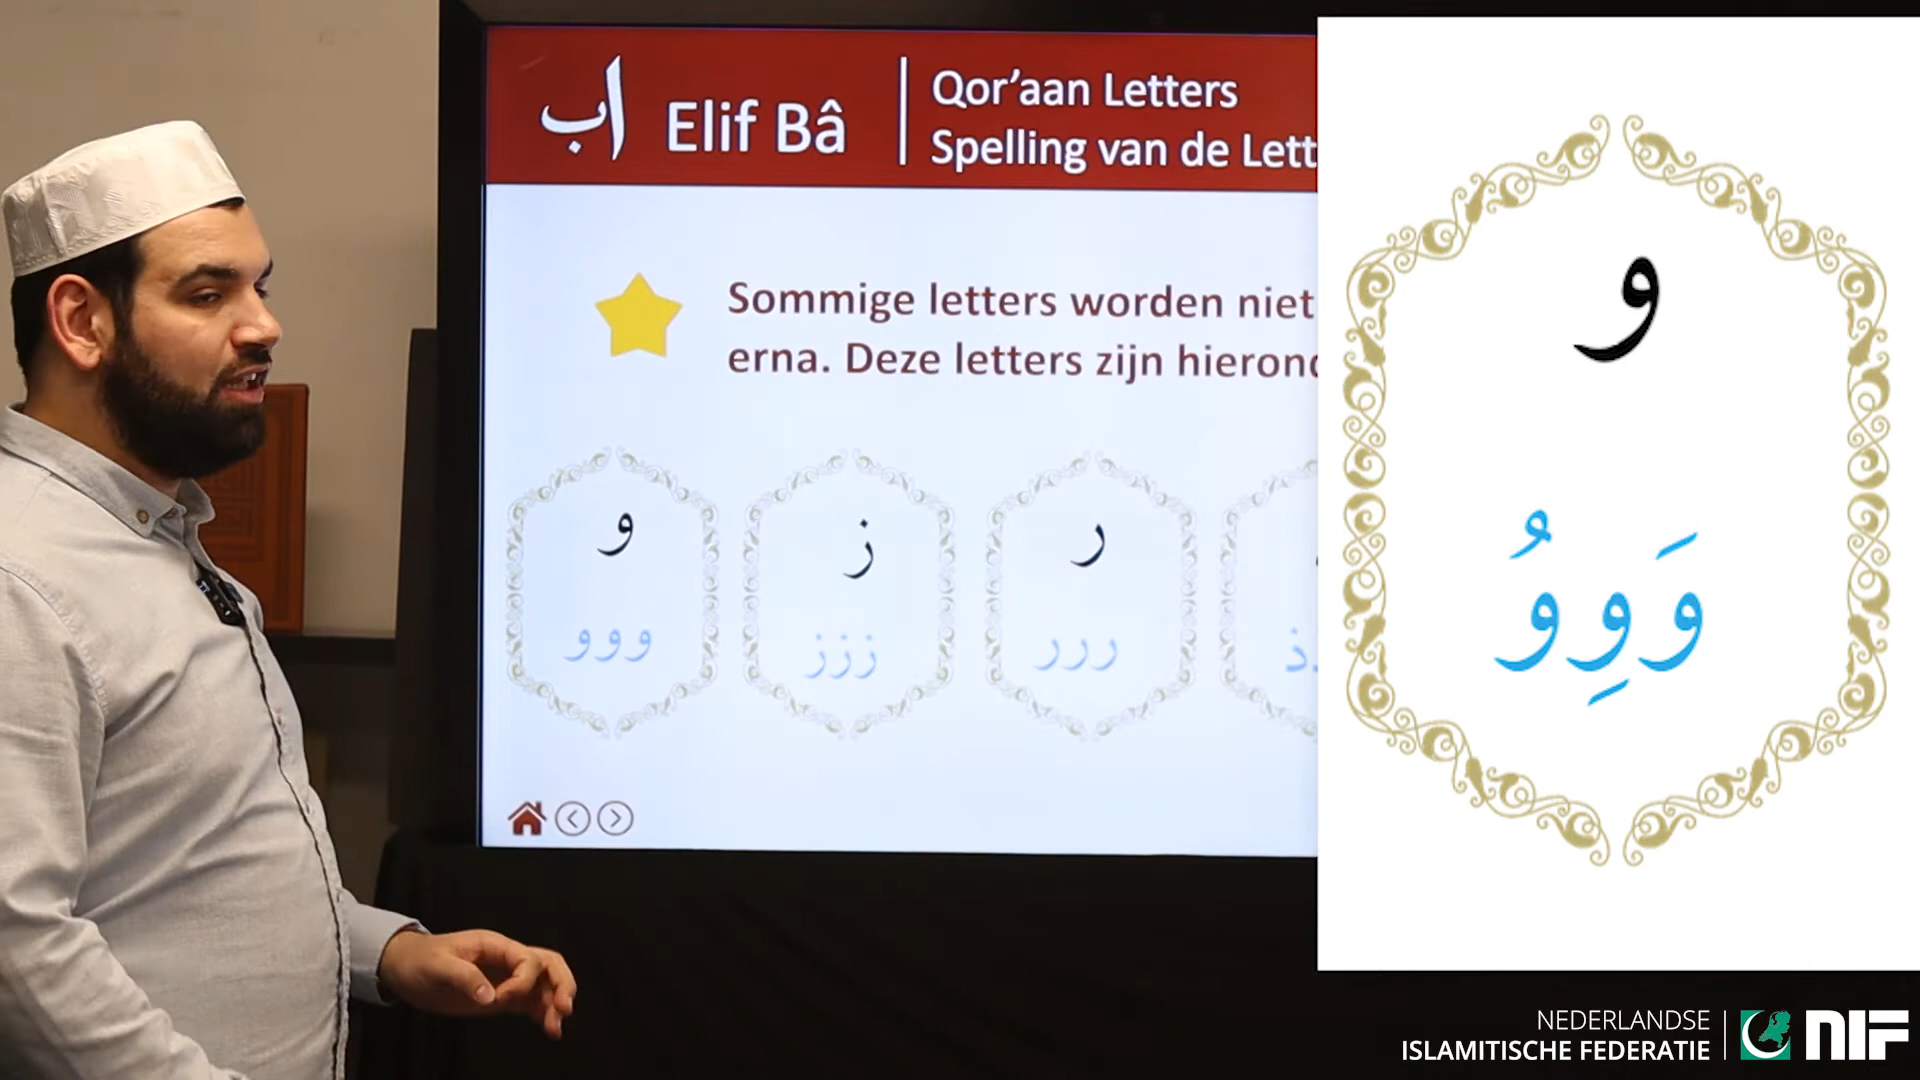 اب Elif Bâ
Qor’aan Letters
Spelling van de Lett
Sommige letters worden niet
erna. Deze letters zijn hieron
و
ز
ر
ووو
ززز
ررر
ذ
و
وَوِوُ
NEDERLANDSE
ISLAMITISCHE FEDERATIE
NIF